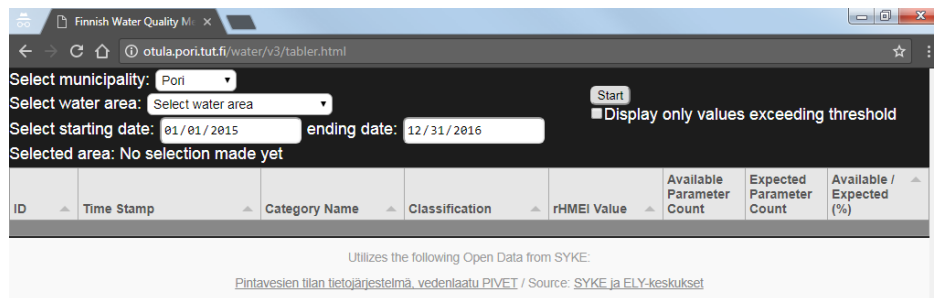 Finnish Water Quality Me
otula.pori.tut.fi/water/v3/tabler.html
Select municipality: Pori
Select water area: Select water area
Start
Display only values exceeding threshold
Select starting date: 01/01/2015 ending date: 12/31/2016
Selected area: No selection made yet
ID
Time Stamp
Category Name
Classification
rHMEI Value
Available
Parameter
Count
Expected
Parameter
Count
Available /
Expected
(%)
Utilizes the following Open Data from SYKE:
Pintavesien tilan tietojärjestelmä, vedenlaatu PIVET / Source: SYKE ja ELY-keskukset